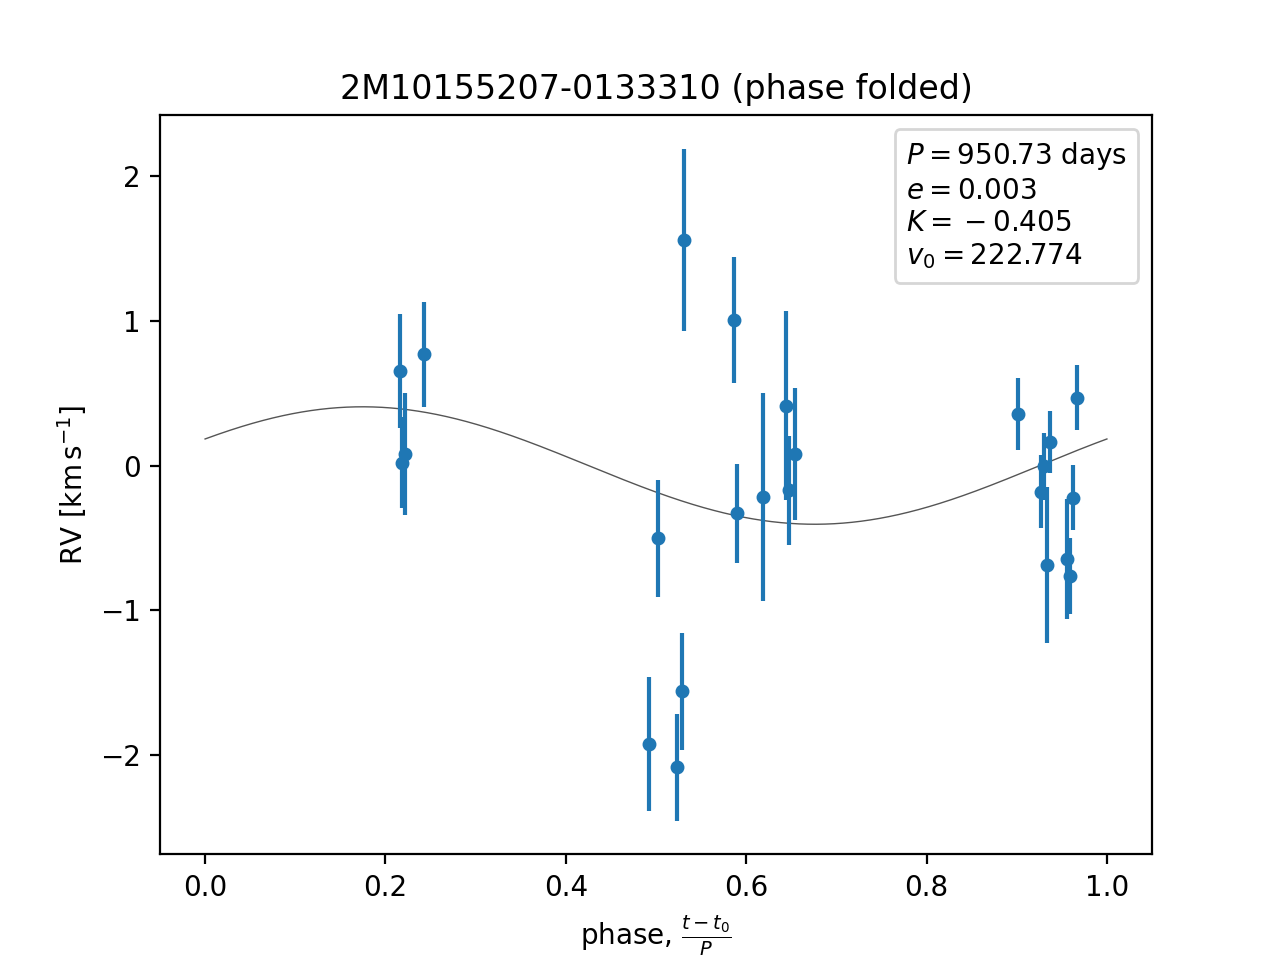 2M10155207-0133310 (phase folded)
P = 950.73 days
e = 0.003
K = −0.405
v₀ = 222.774
2
1
0
−1
−2
RV [km s⁻¹]
0.0 0.2 0.4 0.6 0.8 1.0
phase, (t − t₀)/P